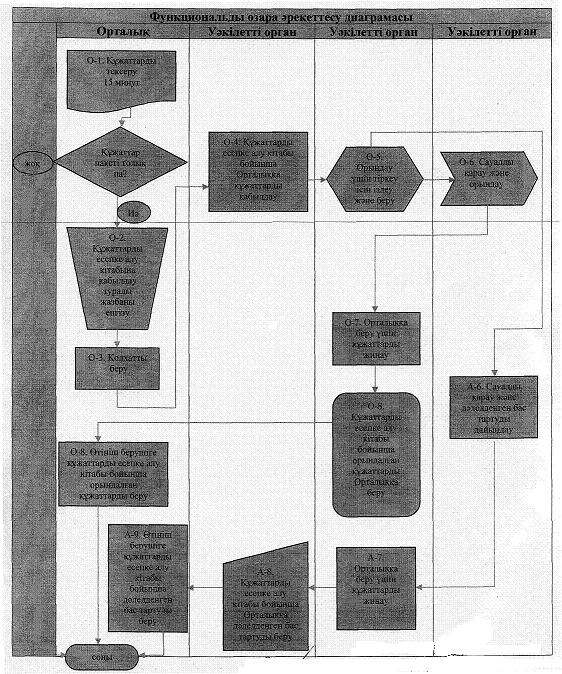 Функциональды өзара әрекеттесу диаграмасы
Орталық
Уәкілетті орган
Уәкілетті орган
Уәкілетті орган
О-1. Құжаттарды
тексеру
15 минут
жоқ
Құжаттар
пакеті толық
па?
Иә
О-2.
Құжаттарды
есепке алу
кітабына
қабылдау
туралы
жазбаны
енгізу
О-3. Қолхатты
беру
О-4. Құжаттарды
есепке алу кітабы
бойынша
Орталыққа
құжаттарды
қабылдау
О-5.
Орындау
үшін тіркеу
ісін іздеу
және беру
О-6. Сауалды
қарау және
орындау
О-7. Орталыққа
беру үшін
құжаттарды
жинау
А-6. Сауалды
қарау және
дәлелденген бас
тартуды
дайындау
О-8.
Құжаттарды
есепке алу
кітабы
бойынша
орындалған
құжаттарды
Орталыққа
беру
О-8. Өтініш берушіге
құжаттарды есепке алу
кітабы бойынша
орындалған
құжаттарды беру
А-9. Өтініш
берушіге
құжаттарды
есепке алу
кітабы
бойынша
дәлелденген
бас тартуды
беру
А-8.
Құжаттарды
есепке алу
кітабы бойынша
Орталыққа
дәлелденген бас
тартуды беру
А-7.
Орталыққа
беру үшін
құжаттарды
жинау
соңы